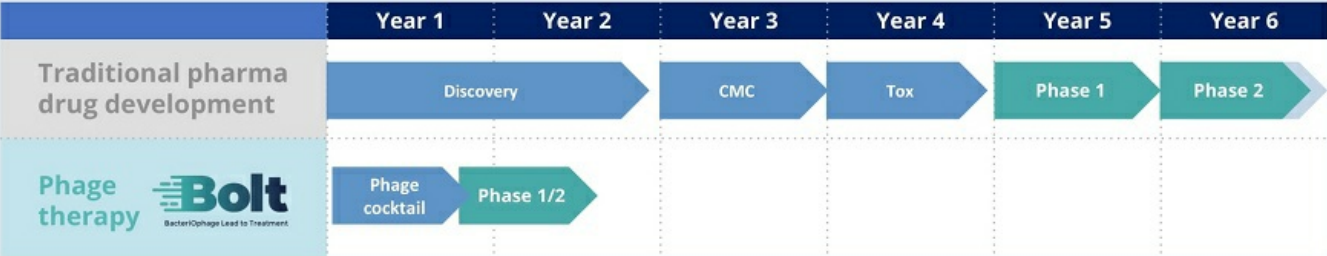 Year 1 Year 2 Year 3 Year 4 Year 5 Year 6
Traditional pharma
drug development
Discovery CMC Tox Phase 1 Phase 2
Phage
therapy
Bolt
BacteriOphage Lead to Treatment
Phage
cocktail
Phase 1/2